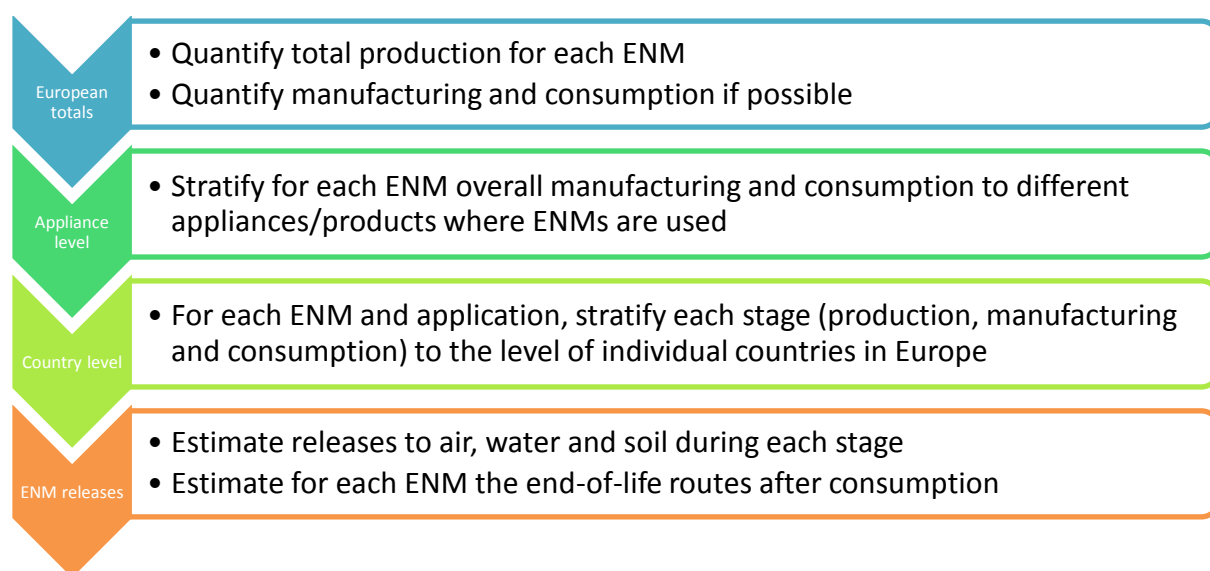 European
totals
• Quantify total production for each ENM
• Quantify manufacturing and consumption if possible
Appliance
level
• Stratify for each ENM overall manufacturing and consumption to different
appliances/products where ENMs are used
Country level
• For each ENM and application, stratify each stage (production, manufacturing
and consumption) to the level of individual countries in Europe
ENM releases
• Estimate releases to air, water and soil during each stage
• Estimate for each ENM the end-of-life routes after consumption